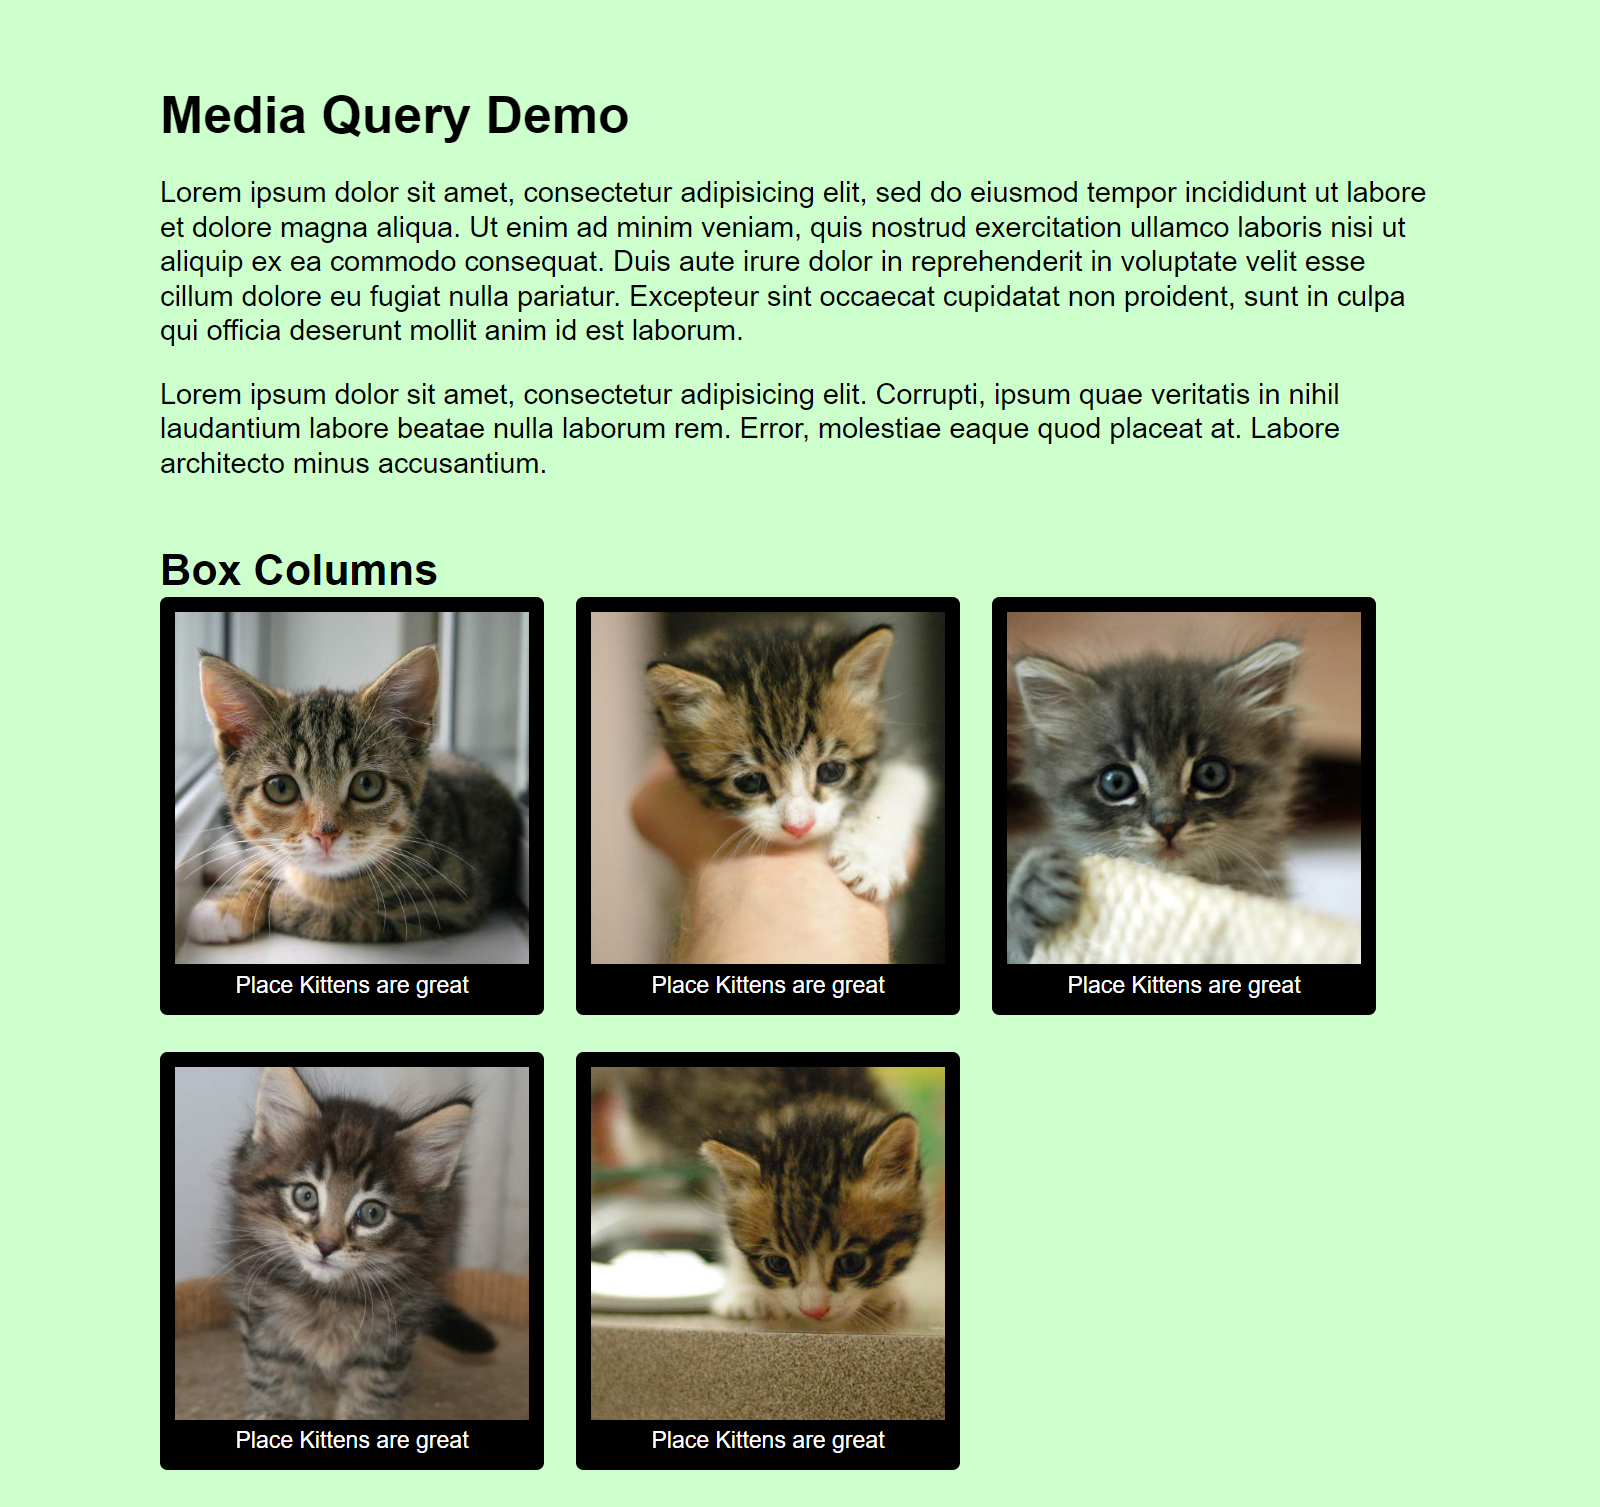 Media Query Demo
Lorem ipsum dolor sit amet, consectetur adipisicing elit, sed do eiusmod tempor incididunt ut labore
et dolore magna aliqua. Ut enim ad minim veniam, quis nostrud exercitation ullamco laboris nisi ut
aliquip ex ea commodo consequat. Duis aute irure dolor in reprehenderit in voluptate velit esse
cillum dolore eu fugiat nulla pariatur. Excepteur sint occaecat cupidatat non proident, sunt in culpa
qui officia deserunt mollit anim id est laborum.
Lorem ipsum dolor sit amet, consectetur adipisicing elit. Corrupti, ipsum quae veritatis in nihil
laudantium labore beatae nulla laborum rem. Error, molestiae eaque quod placeat at. Labore
architecto minus accusantium.
Box Columns
Place Kittens are great
Place Kittens are great
Place Kittens are great
Place Kittens are great
Place Kittens are great